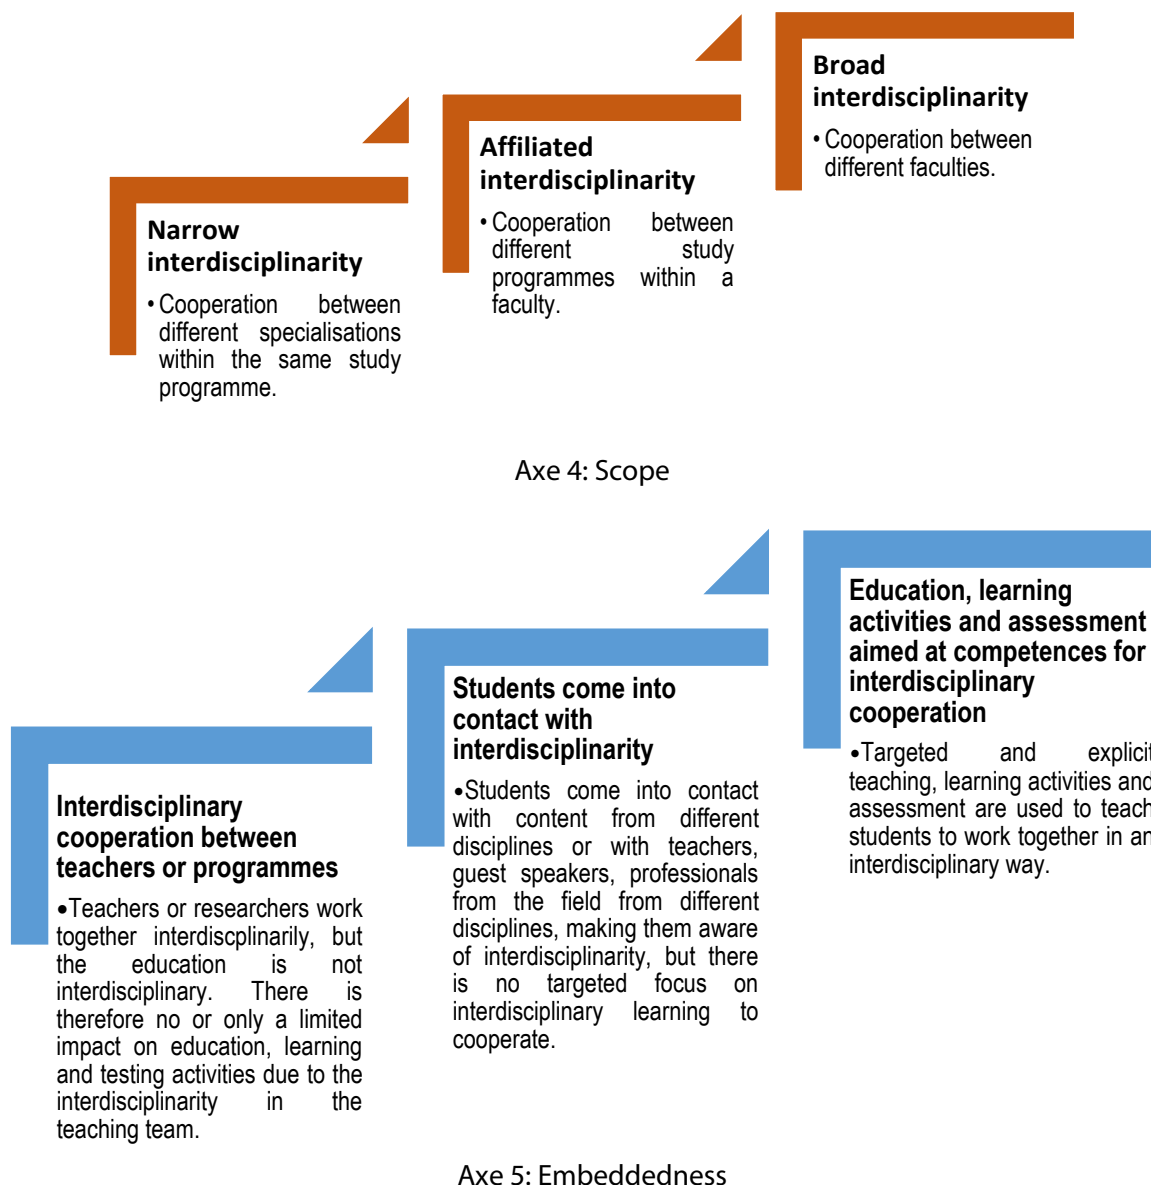 Broad
interdisciplinarity
• Cooperation between
different faculties.
Affiliated
interdisciplinarity
• Cooperation between
different study
programmes within a
faculty.
Narrow
interdisciplinarity
• Cooperation between
different specialisations
within the same study
programme.
Axe 4: Scope
Education, learning
activities and assessment
aimed at competences for
interdisciplinary
cooperation
•Targeted and explicit
teaching, learning activities and
assessment are used to teach
students to work together in an
interdisciplinary way.
Students come into
contact with
interdisciplinarity
•Students come into contact
with content from different
disciplines or with teachers,
guest speakers, professionals
from the field from different
disciplines, making them aware
of interdisciplinarity, but there
is no targeted focus on
interdisciplinary learning to
cooperate.
Interdisciplinary
cooperation between
teachers or programmes
•Teachers or researchers work
together interdiscplinarily, but
the education is not
interdisciplinary. There is
therefore no or only a limited
impact on education, learning
and testing activities due to the
interdisciplinarity in the
teaching team.
Axe 5: Embeddedness